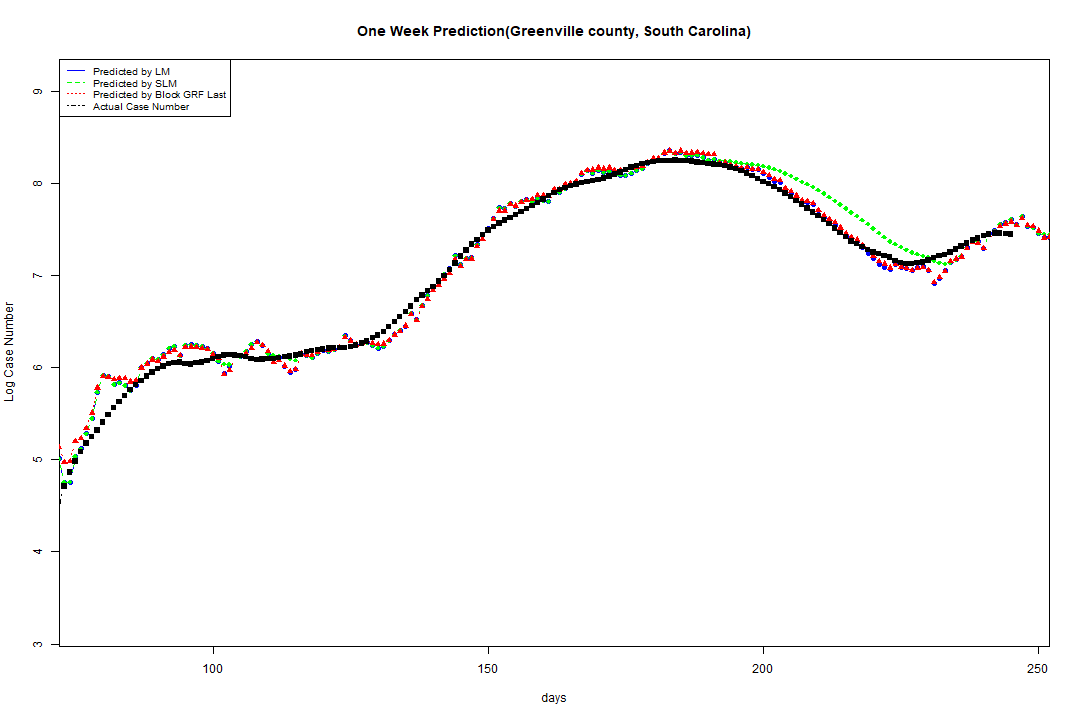 One Week Prediction(Greenville county, South Carolina)
Predicted by LM
Predicted by SLM
Predicted by Block GRF Last
Actual Case Number
9
8
7
6
5
4
3
Log Case Number
100 150 200 250
days